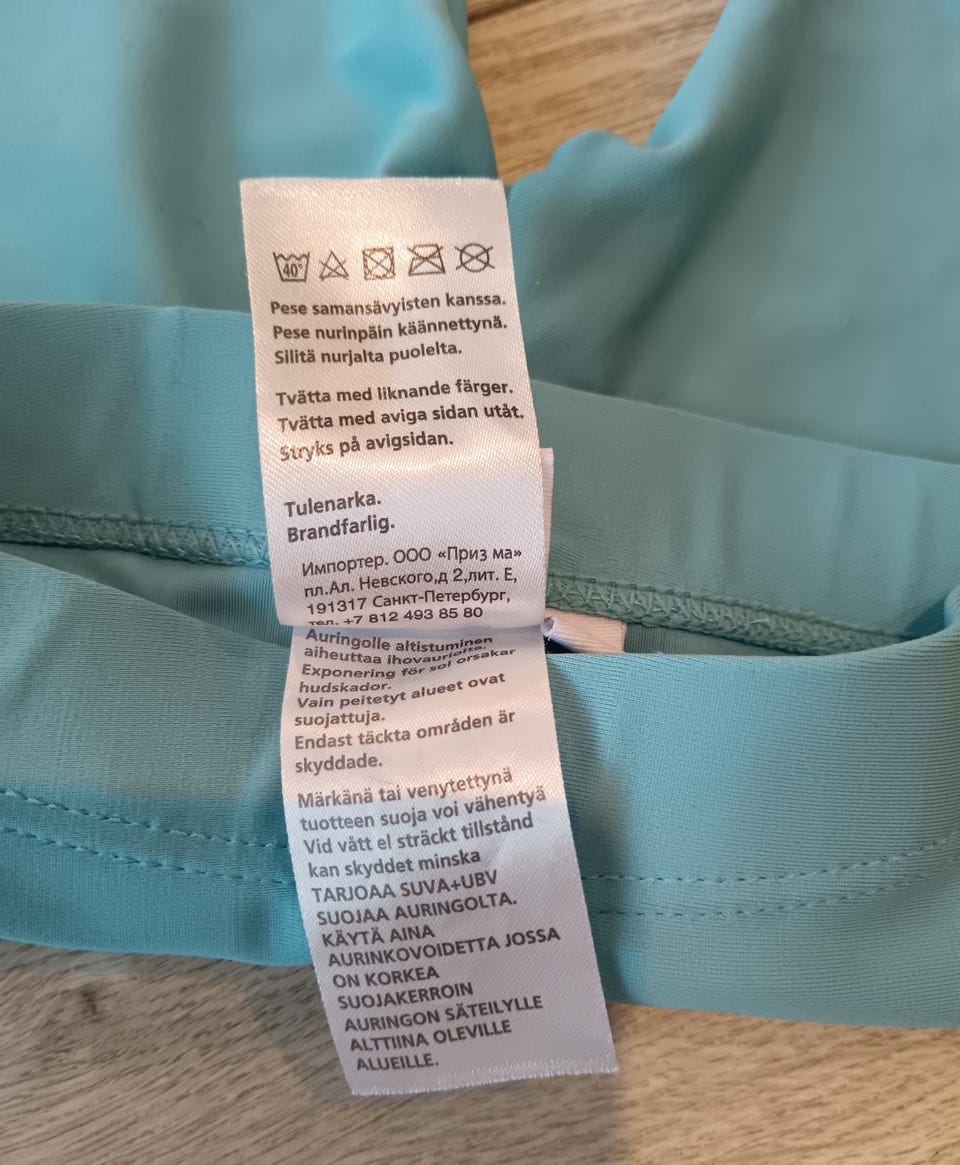 40°
Pese samansävyisten kanssa.
Pese nurinpäin käännettynä.
Silitä nurjalta puolelta.
Tvätta med liknande färger.
Tvätta med aviga sidan utåt.
Stryks på avigsidan.
Tulenarka.
Brandfarlig.
Импортер. ООО «Приз ма»
пл.Ал. Невского,д 2,лит. Е,
191317 Санкт-Петербург,
тел. +7 812 493 85 80
Auringolle altistuminen
aiheuttaa ihovaurioita.
Exponering för sol orsakar
hudskador.
Vain peitetyt alueet ovat
suojattuja.
Endast täckta områden är
skyddade.
Märkänä tai venytettynä
tuotteen suoja voi vähentyä
Vid vått el sträckt tillstånd
kan skyddet minska
TARJOAA SUVA+UBV
SUOJAA AURINGOLTA.
KÄYTÄ AINA
AURINKOVOIDETTA JOSSA
ON KORKEA
SUOJAKERROIN
AURINGON SÄTEILYLLE
ALTTIINA OLEVILLE
ALUEILLE.